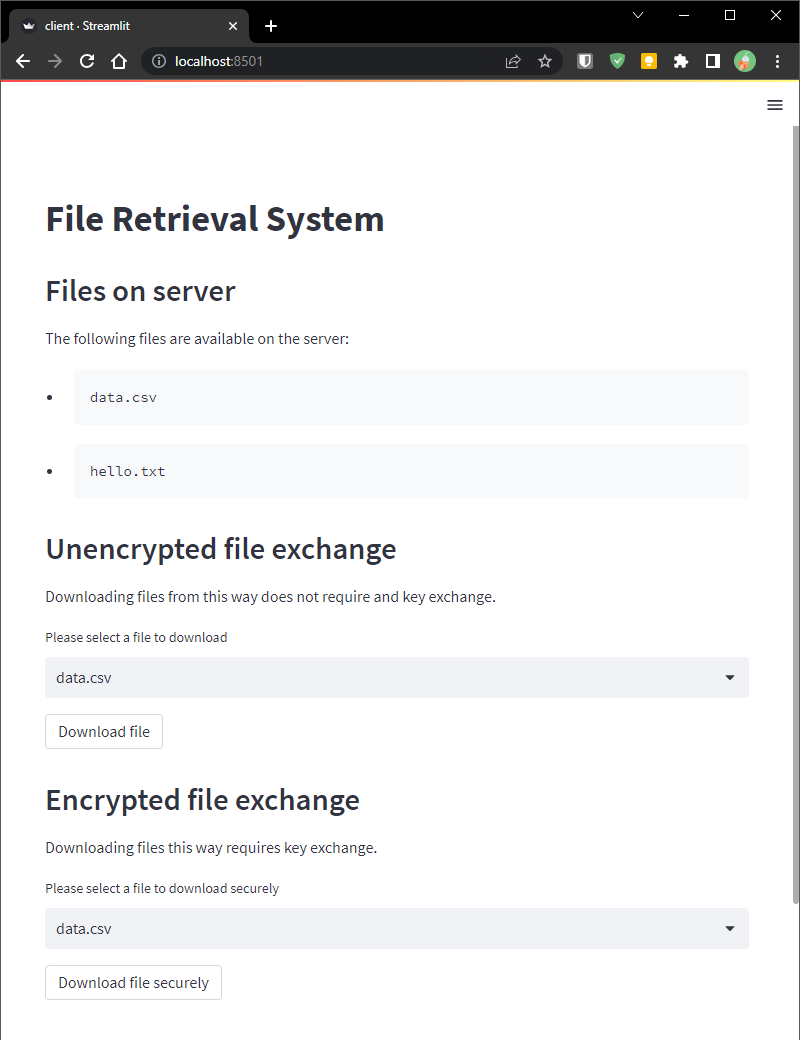 client · Streamlit
localhost:8501
File Retrieval System
Files on server
The following files are available on the server:
data.csv
hello.txt
Unencrypted file exchange
Downloading files from this way does not require and key exchange.
Please select a file to download
data.csv
Download file
Encrypted file exchange
Downloading files this way requires key exchange.
Please select a file to download securely
data.csv
Download file securely